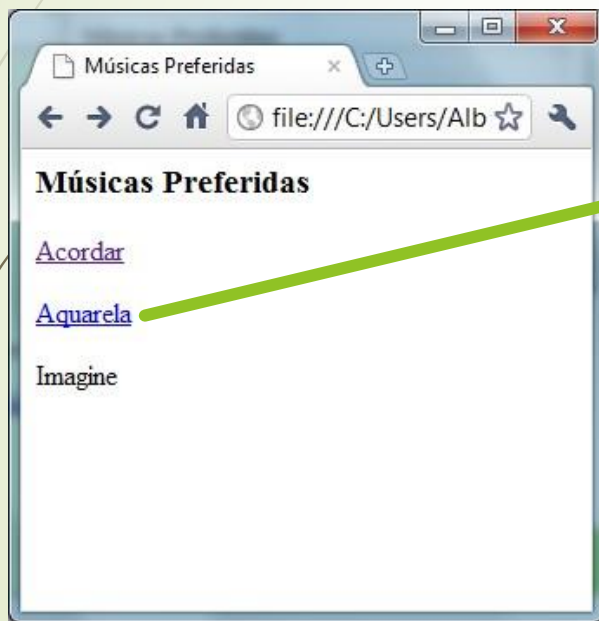 Músicas Preferidas
file:///C:/Users/Alb
Músicas Preferidas
Acordar
Aquarela
Imagine